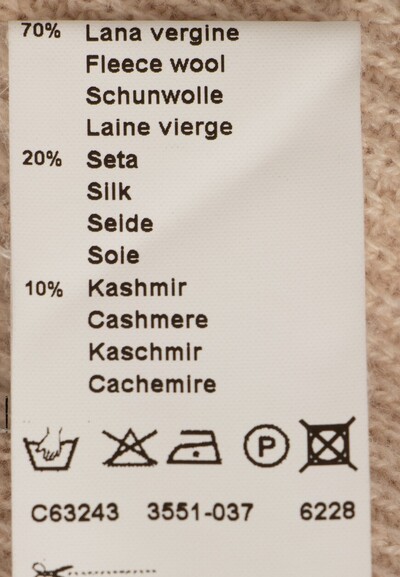 70% Lana vergine
Fleece wool
Schunwolle
Laine vierge
20% Seta
Silk
Seide
Soie
10% Kashmir
Cashmere
Kaschmir
Cachemire
P
C63243 3551-037 6228